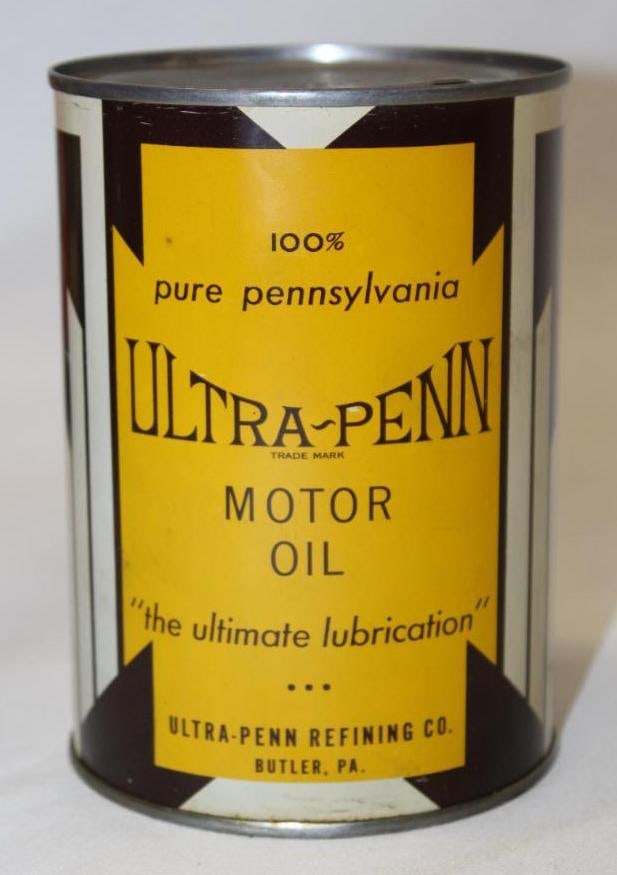 100%
pure pennsylvania
ULTRA~PENN
TRADE MARK
MOTOR
OIL
"the ultimate lubrication"
...
ULTRA-PENN REFINING CO.
BUTLER, PA.